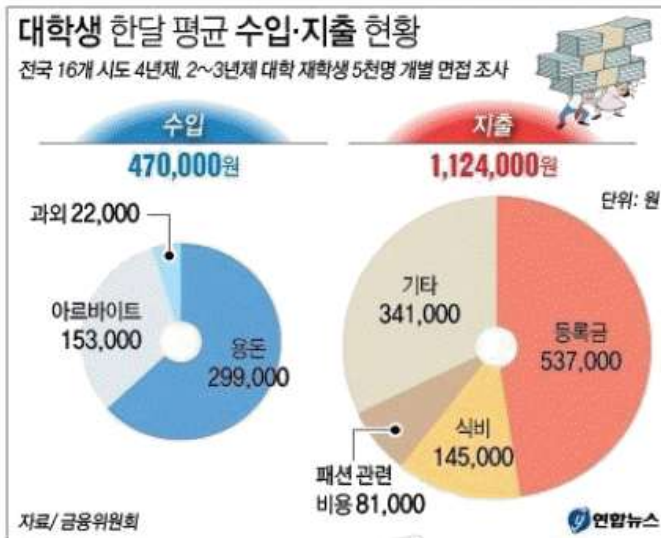 대학생 한달 평균 수입·지출 현황
전국 16개 시도 4년제, 2~3년제 대학 재학생 5천명 개별 면접 조사
수입
470,000원
과외 22,000
아르바이트
153,000
용돈
299,000
지출
1,124,000원
단위: 원
기타
341,000
등록금
537,000
식비
145,000
패션 관련
비용 81,000
자료/ 금융위원회
y 연합뉴스